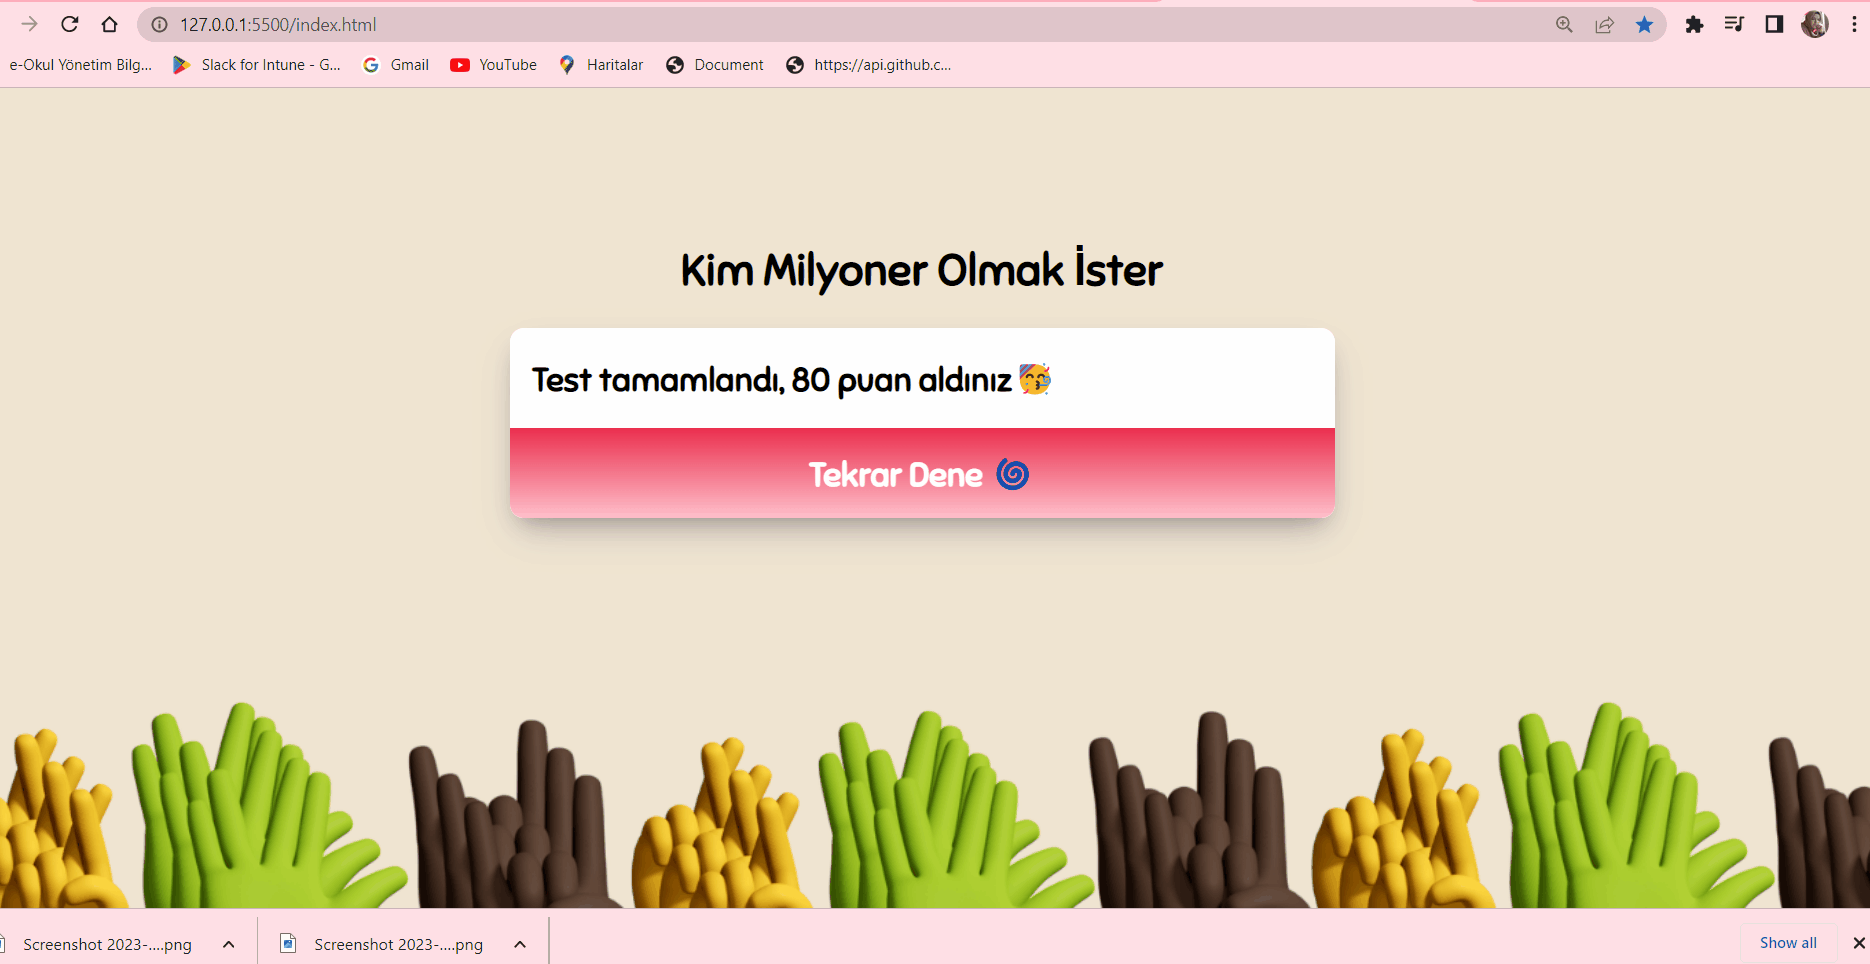 127.0.0.1:5500/index.html
e-Okul Yönetim Bilg... Slack for Intune - G... Gmail YouTube Haritalar Document https://api.github.c...
Kim Milyoner Olmak İster
Test tamamlandı, 80 puan aldınız 🥳
Tekrar Dene 🌀
Screenshot 2023-....png Screenshot 2023-....png Show all